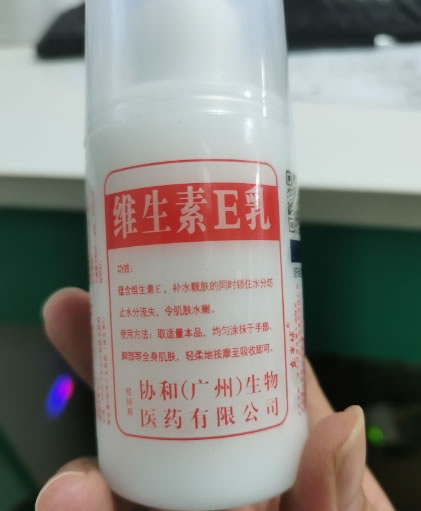 维生素E乳
功效:
蕴含维生素E,补水靓肤的同时锁住水分防
止水分流失,令肌肤水嫩。
使用方法:取适量本品,均匀涂抹于手部、
脚部等全身肌肤,轻柔地按摩至吸收即可。
协和(广州)生物
医药有限公司